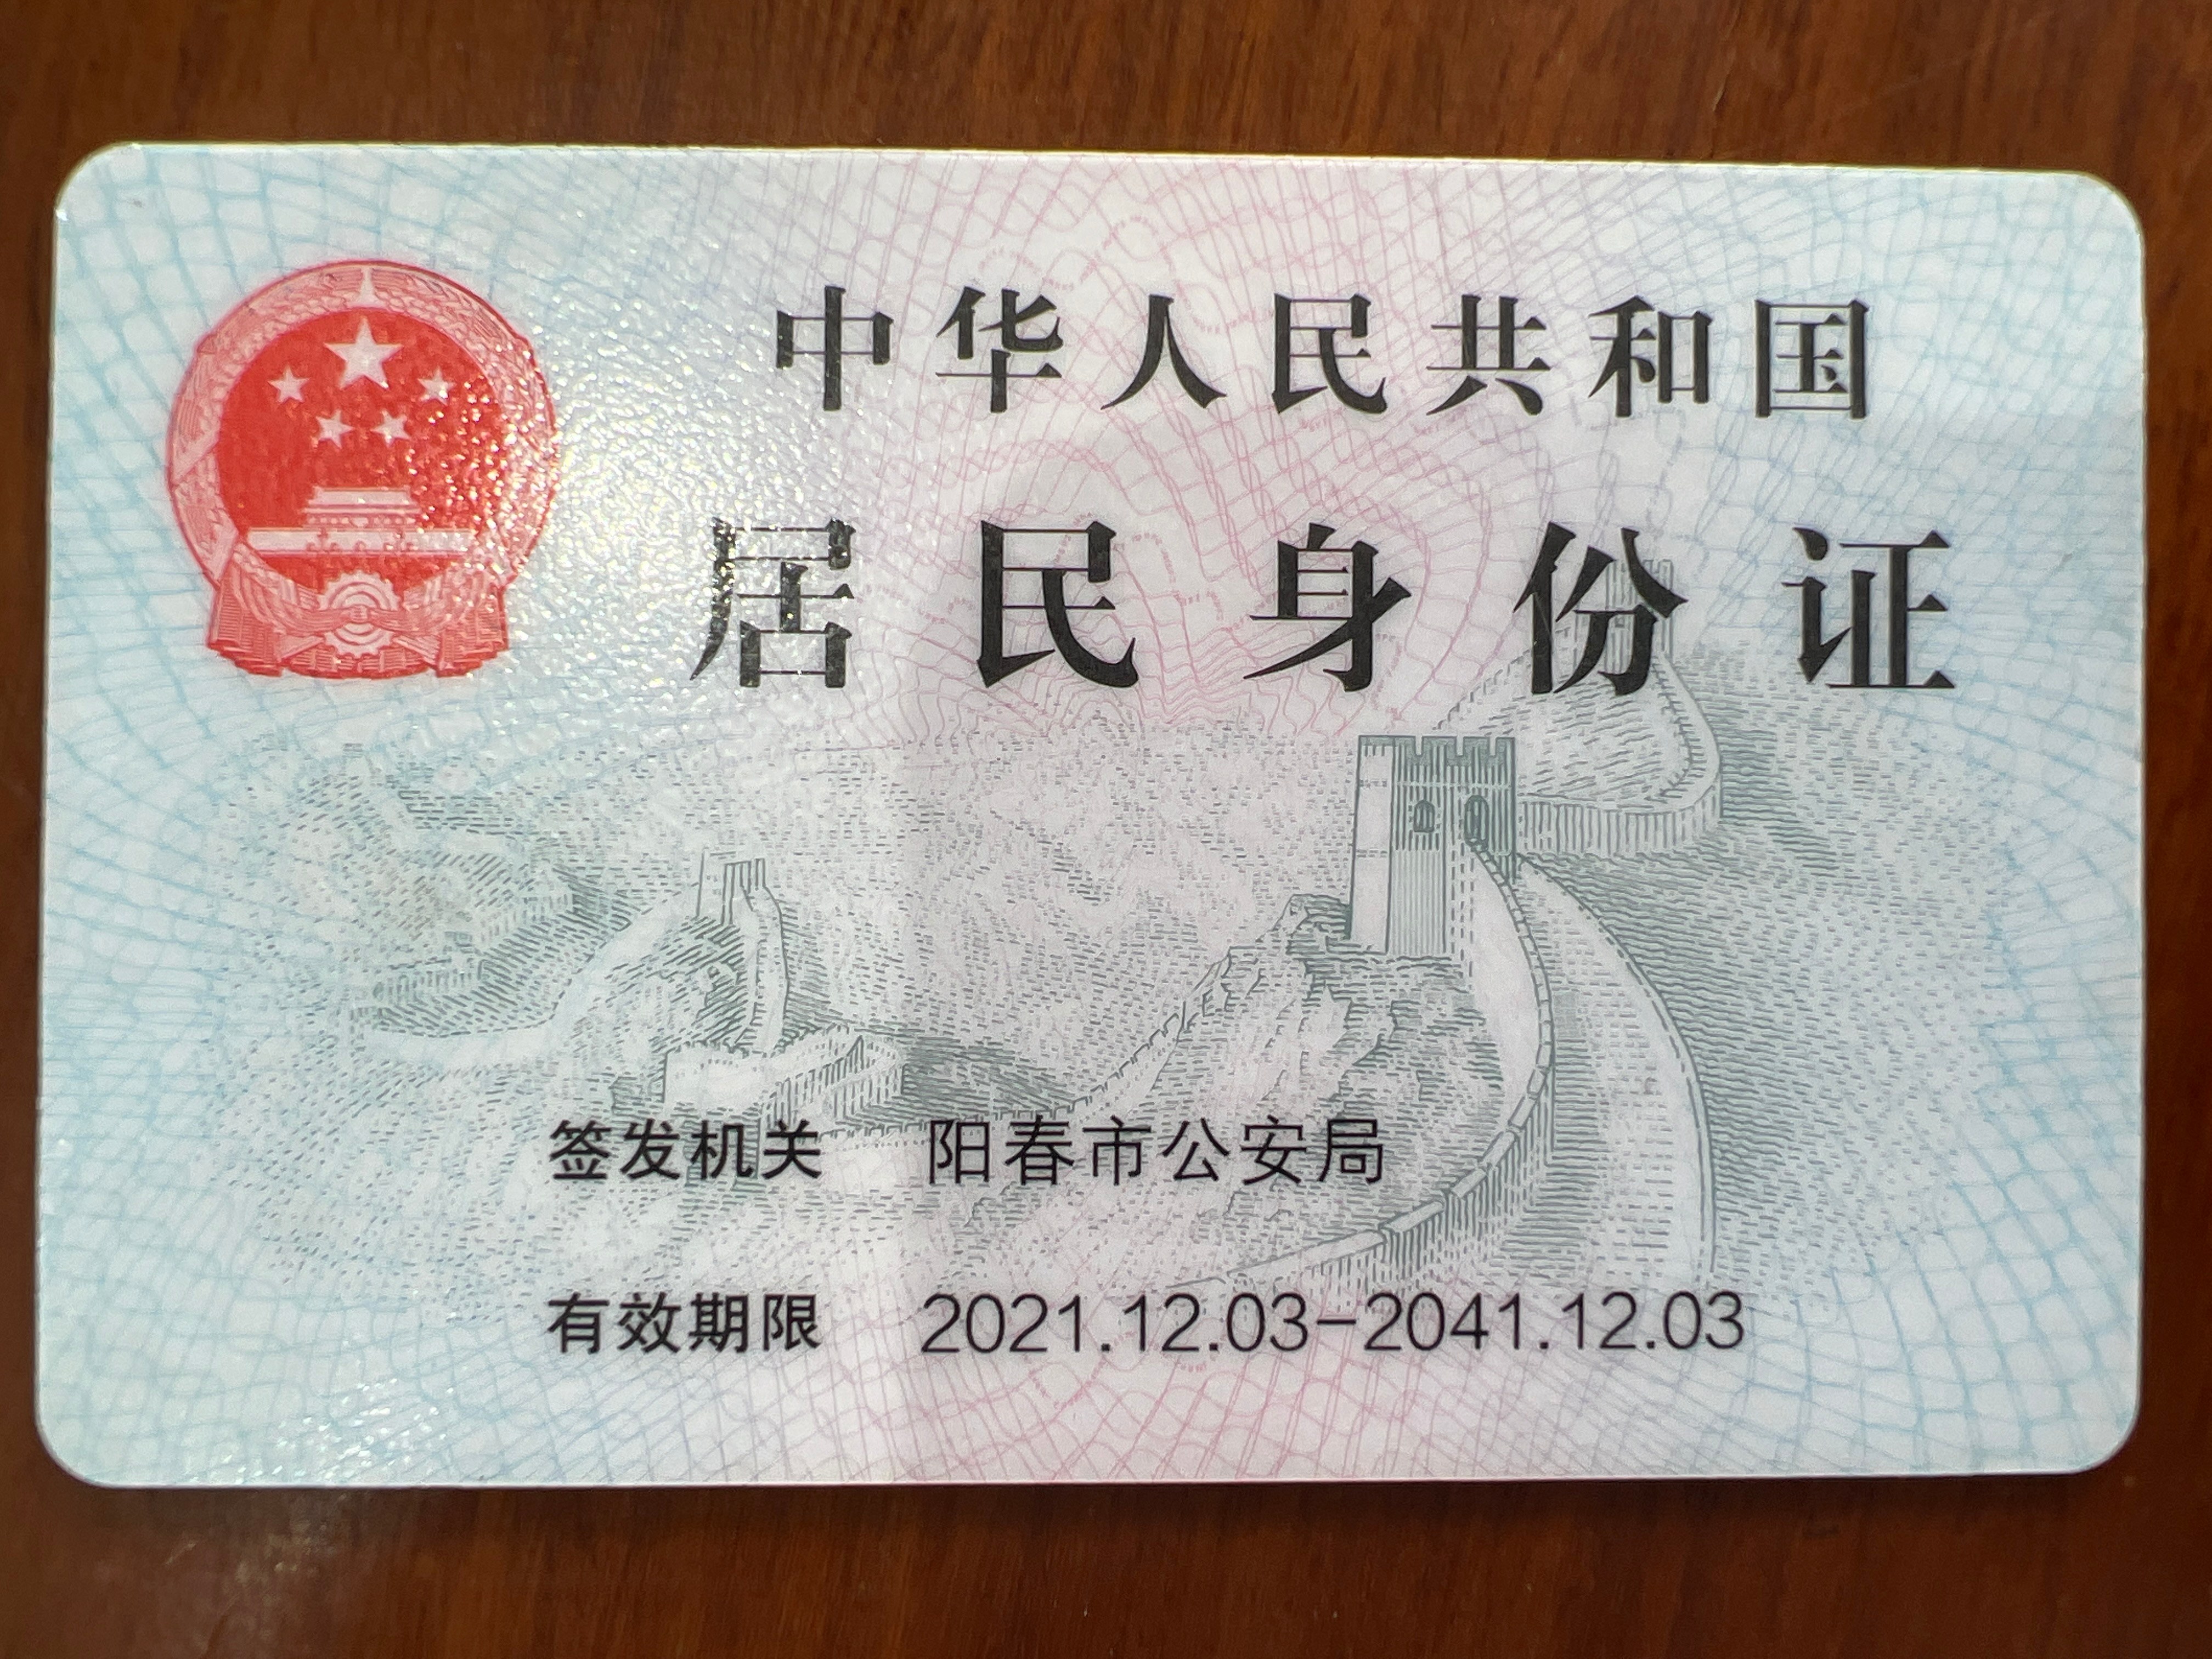 中华人民共和国
居民身份证
签发机关 阳春市公安局
有效期限 2021.12.03-2041.12.03